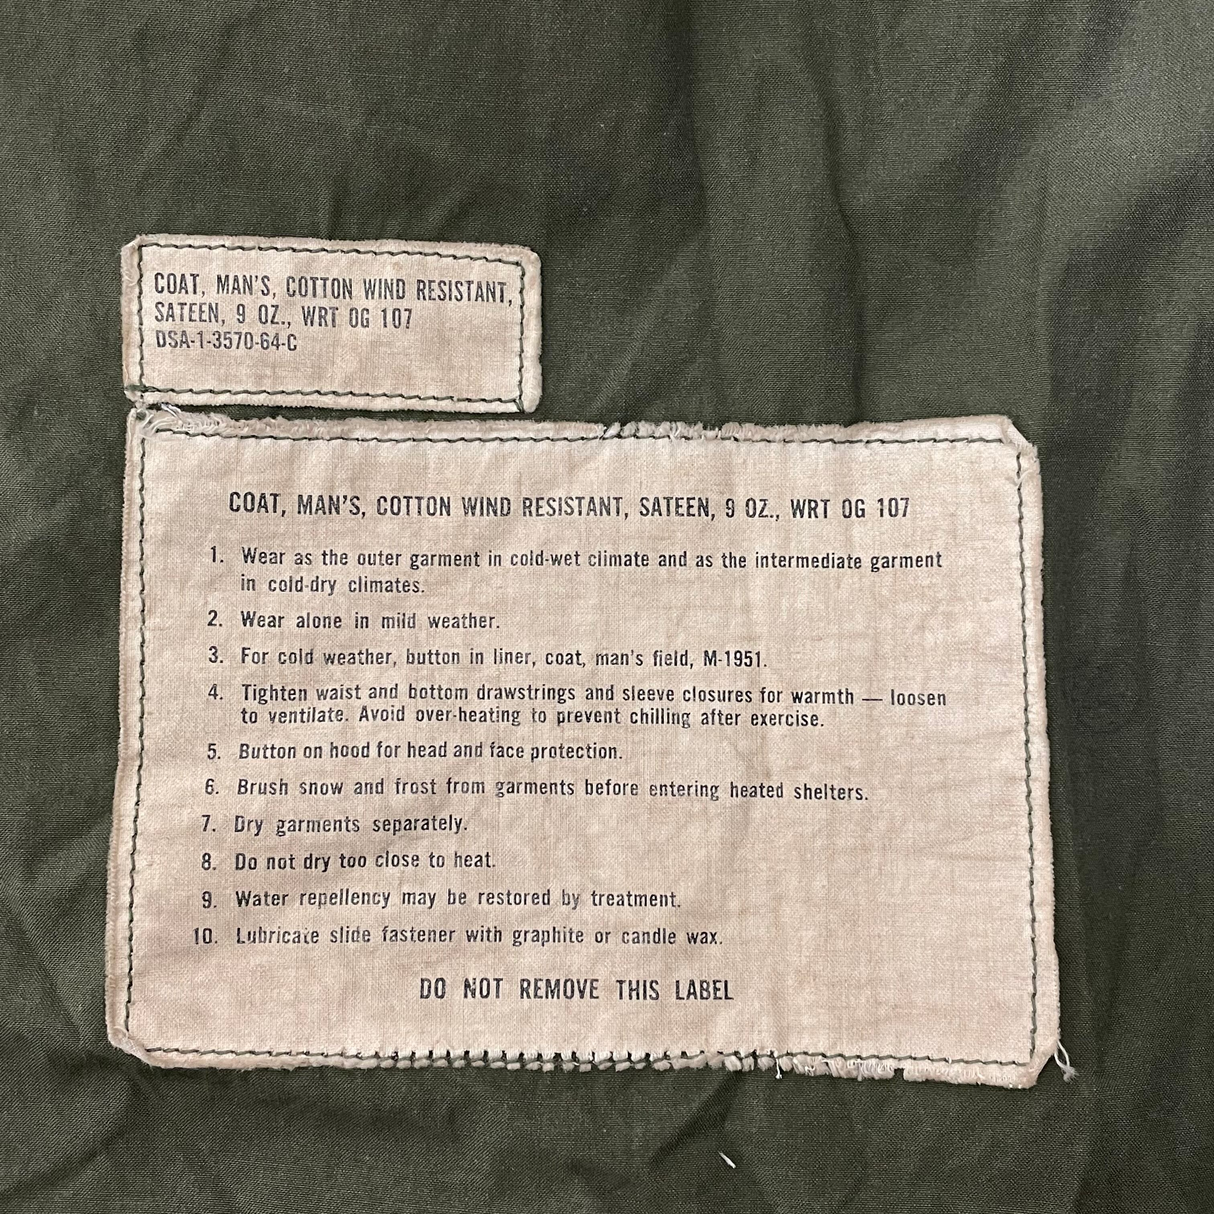 COAT, MAN'S, COTTON WIND RESISTANT,
SATEEN, 9 OZ., WRT OG 107
DSA-1-3570-64-C
COAT, MAN'S, COTTON WIND RESISTANT, SATEEN, 9 OZ., WRT OG 107
1. Wear as the outer garment in cold-wet climate and as the intermediate garment
in cold-dry climates.
2. Wear alone in mild weather.
3. For cold weather, button in liner, coat, man's field, M-1951.
4. Tighten waist and bottom drawstrings and sleeve closures for warmth — loosen
to ventilate. Avoid over-heating to prevent chilling after exercise.
5. Button on hood for head and face protection.
6. Brush snow and frost from garments before entering heated shelters.
7. Dry garments separately.
8. Do not dry too close to heat.
9. Water repellency may be restored by treatment.
10. Lubricate slide fastener with graphite or candle wax.
DO NOT REMOVE THIS LABEL